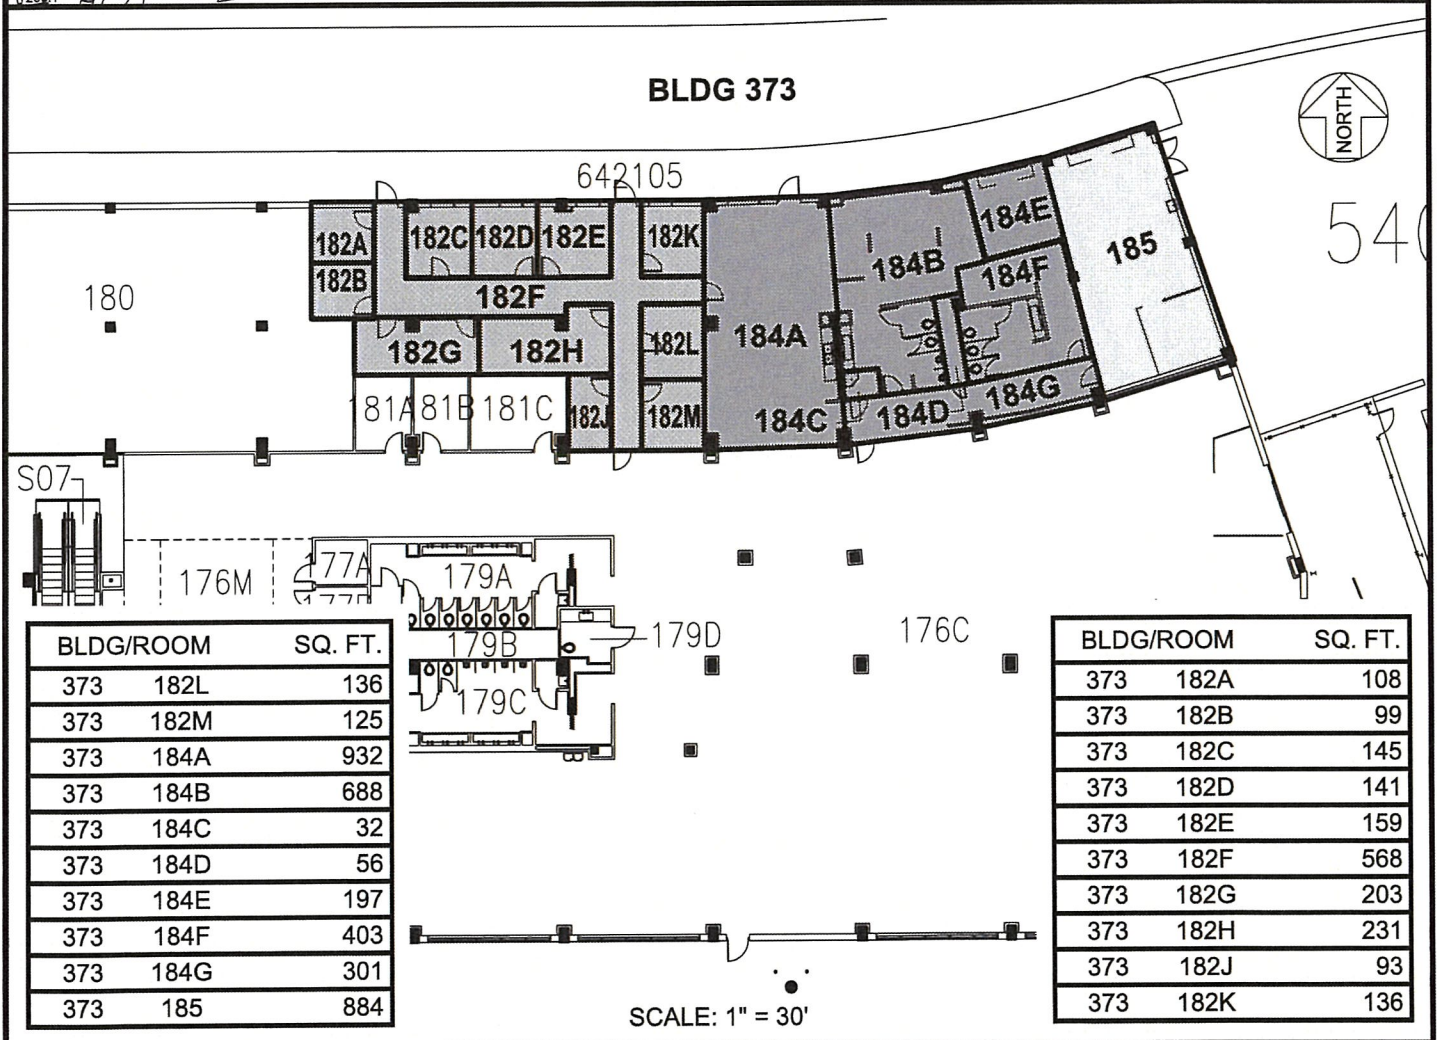 BLDG 373
NORTH
642105
540
182A
182C
182D
182E
182K
184B
184E
185
182B
180
182F
184F
182G
182H
182L
184A
181A
181B
181C
182J
182M
184C
184D
184G
S07
176M
177A
179A
179B
179D
176C
179C
BLDG/ROOM SQ. FT.
373 182L 136
373 182M 125
373 184A 932
373 184B 688
373 184C 32
373 184D 56
373 184E 197
373 184F 403
373 184G 301
373 185 884
BLDG/ROOM SQ. FT.
373 182A 108
373 182B 99
373 182C 145
373 182D 141
373 182E 159
373 182F 568
373 182G 203
373 182H 231
373 182J 93
373 182K 136
SCALE: 1" = 30'